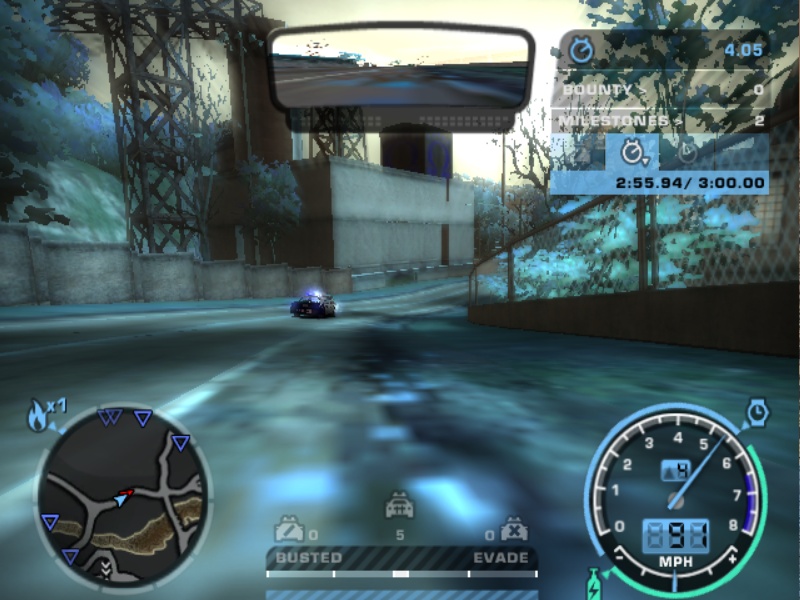 4.05
BOUNTY > 0
MILESTONES > 2
2:55.94/ 3:00.00
x1
0 5 0
BUSTED EVADE
0 1 2 3 4 5 6 7 8
4
91
MPH